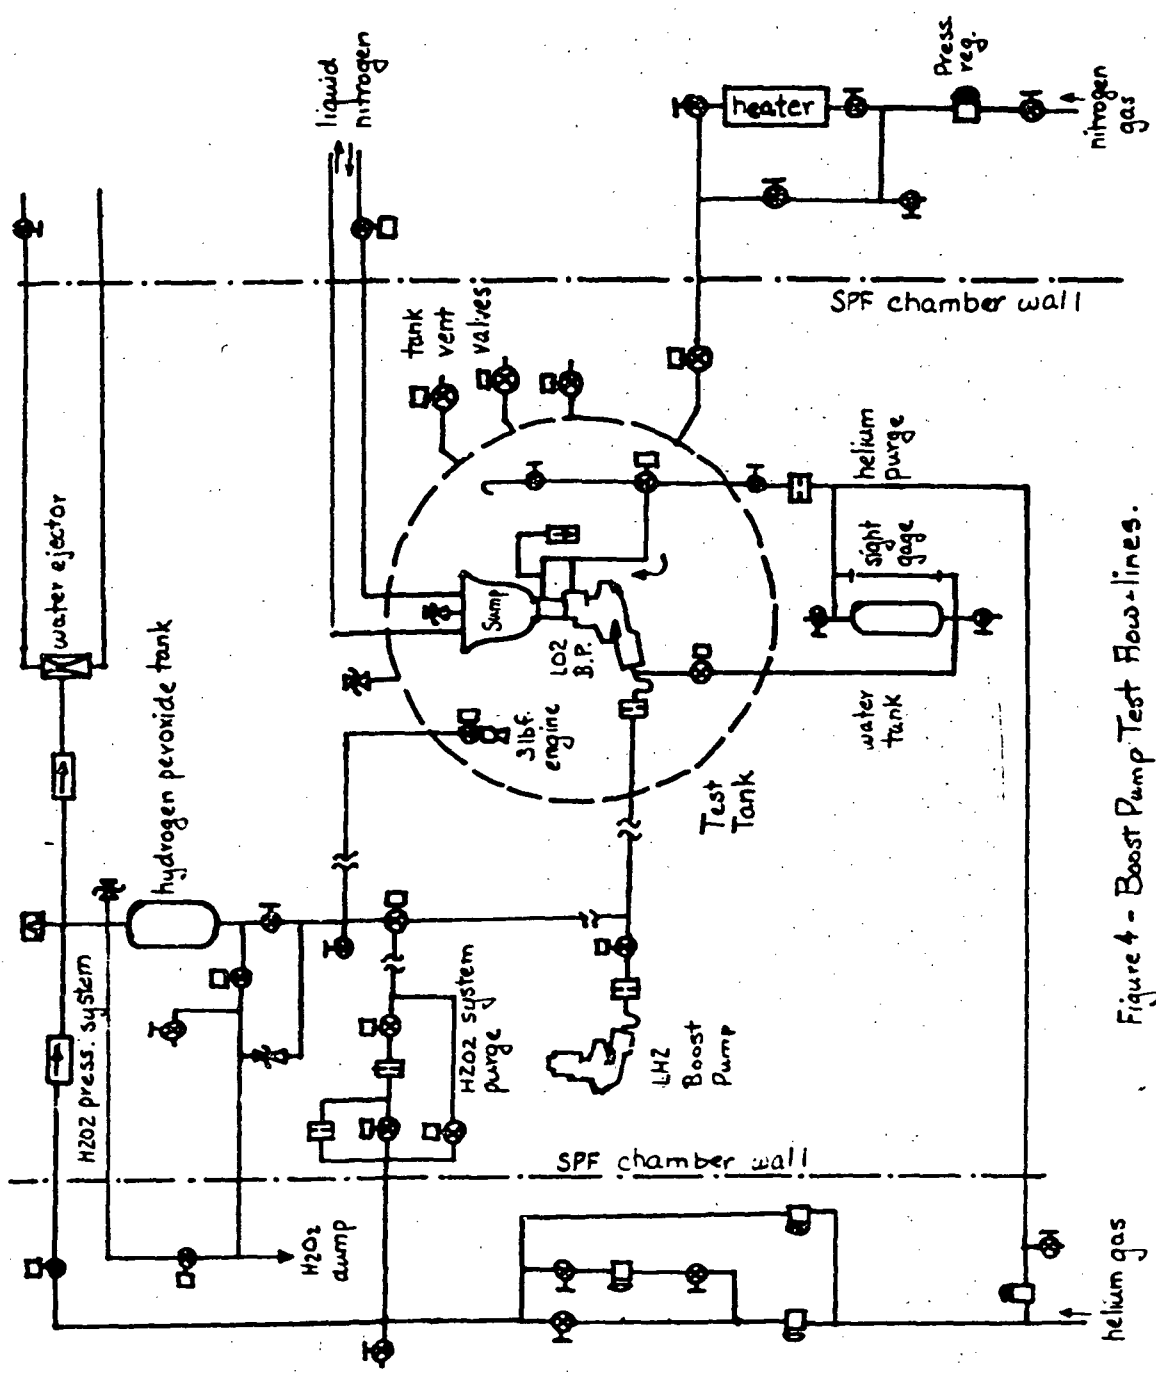 liquid
nitrogen
heater
Press.
reg.
nitrogen
gas
SPF chamber wall
tank
vent
valves
water ejector
hydrogen peroxide tank
Sump
LO2
B.P.
3lbf.
engine
helium
purge
sight
gage
water
tank
Test
Tank
H2O2 press. system
H2O2 system
purge
LH2
Boost
Pump
SPF chamber wall
H2O2
dump
helium gas
Figure 4 - Boost Pump Test flow-lines.